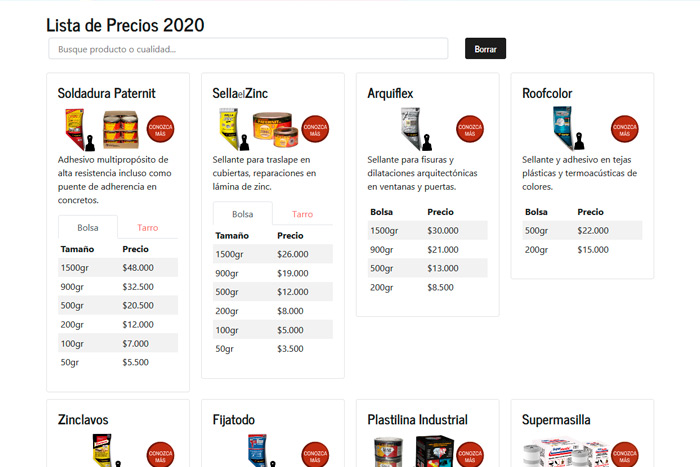 Lista de Precios 2020
Busque producto o cualidad...
Borrar
Soldadura Paternit
CONOZCA
MÁS
Adhesivo multipropósito de
alta resistencia incluso como
puente de adherencia en
concretos.
Bolsa Tarro
Tamaño Precio
1500gr $48.000
900gr $32.500
500gr $20.500
200gr $12.000
100gr $7.000
50gr $5.500
SellaelZinc
CONOZCA
MÁS
Sellante para traslape en
cubiertas, reparaciones en
lámina de zinc.
Bolsa Tarro
Tamaño Precio
1500gr $26.000
900gr $19.000
500gr $12.000
200gr $8.000
100gr $5.000
50gr $3.500
Arquiflex
CONOZCA
MÁS
Sellante para fisuras y
dilataciones arquitectónicas
en ventanas y puertas.
Bolsa Precio
1500gr $30.000
900gr $21.000
500gr $13.000
200gr $8.500
Roofcolor
CONOZCA
MÁS
Sellante y adhesivo en tejas
plásticas y termoacústicas de
colores.
Bolsa Precio
500gr $22.000
200gr $15.000
Zinclavos
CONOZCA
MÁS
Fijatodo
CONOZCA
MÁS
Plastilina Industrial
CONOZCA
MÁS
Supermasilla
CONOZCA
MÁS